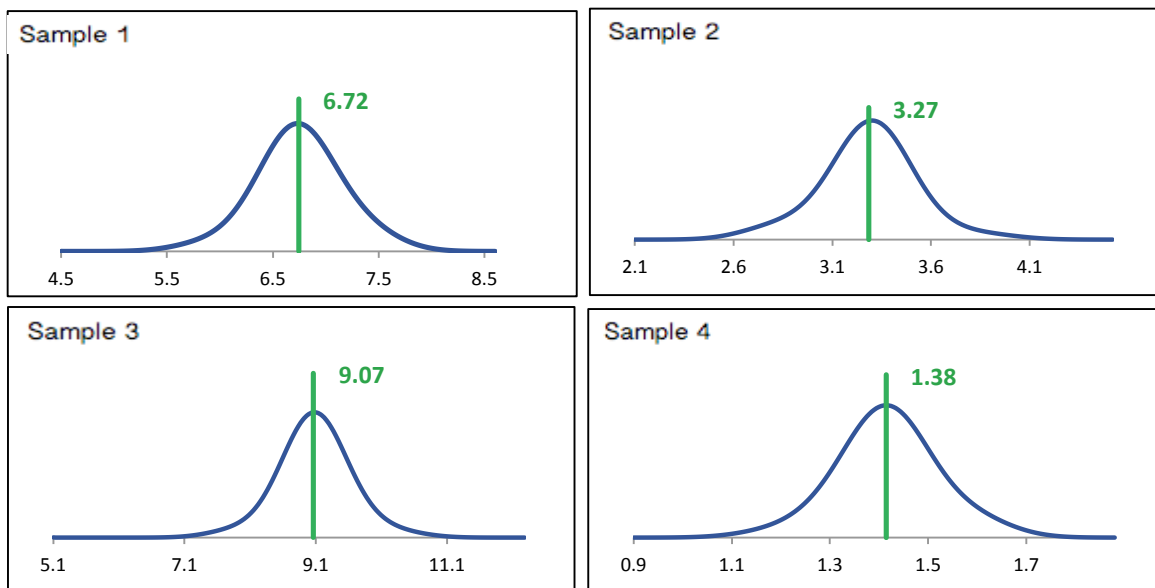 Sample 1
6.72
4.5 5.5 6.5 7.5 8.5
Sample 2
3.27
2.1 2.6 3.1 3.6 4.1
Sample 3
9.07
5.1 7.1 9.1 11.1
Sample 4
1.38
0.9 1.1 1.3 1.5 1.7